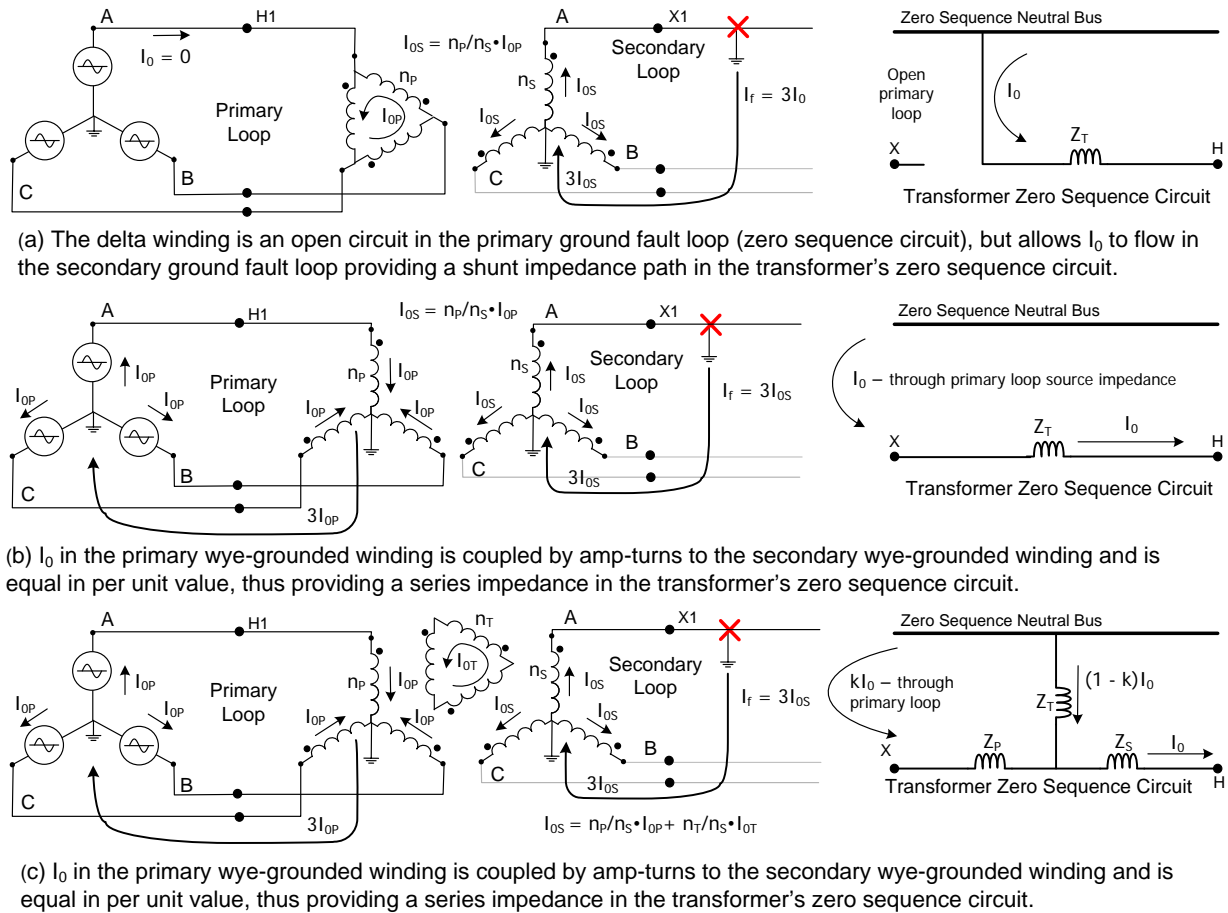 A
H1
I0 = 0
nP
I0P
Primary
Loop
C
B
I0S = nP/nS•I0P
A
X1
Secondary
Loop
nS
I0S
I0S
I0S
If = 3I0
B
C
3I0S
Zero Sequence Neutral Bus
Open
primary
loop
I0
ZT
X
H
Transformer Zero Sequence Circuit
(a) The delta winding is an open circuit in the primary ground fault loop (zero sequence circuit), but allows I0 to flow in
the secondary ground fault loop providing a shunt impedance path in the transformer's zero sequence circuit.
A
H1
I0P
I0P
I0P
Primary
Loop
nP
I0P
I0P
I0P
C
B
3I0P
I0S = nP/nS•I0P
A
X1
Secondary
Loop
nS
I0S
I0S
I0S
If = 3I0S
B
C
3I0S
Zero Sequence Neutral Bus
I0 – through primary loop source impedance
ZT
I0
X
H
Transformer Zero Sequence Circuit
(b) I0 in the primary wye-grounded winding is coupled by amp-turns to the secondary wye-grounded winding and is
equal in per unit value, thus providing a series impedance in the transformer's zero sequence circuit.
A
H1
I0P
I0P
I0P
Primary
Loop
nP
I0P
I0P
I0P
C
B
3I0P
nT
I0T
A
X1
Secondary
Loop
nS
I0S
I0S
I0S
If = 3I0S
B
C
3I0S
I0S = nP/nS•I0P+ nT/nS•I0T
Zero Sequence Neutral Bus
kI0 – through
primary loop
(1 - k)I0
ZT
X
ZP
ZS
I0
H
Transformer Zero Sequence Circuit
(c) I0 in the primary wye-grounded winding is coupled by amp-turns to the secondary wye-grounded winding and is
equal in per unit value, thus providing a series impedance in the transformer's zero sequence circuit.